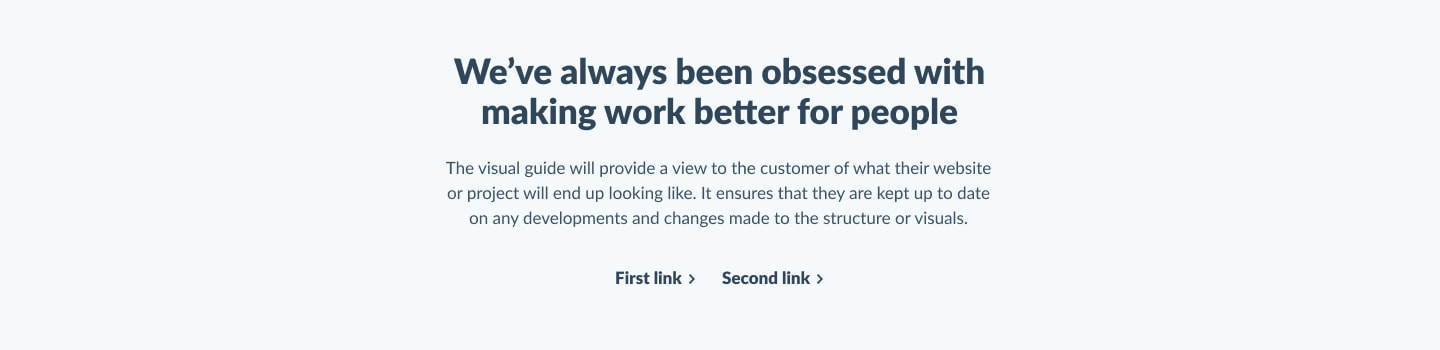 We’ve always been obsessed with
making work better for people
The visual guide will provide a view to the customer of what their website
or project will end up looking like. It ensures that they are kept up to date
on any developments and changes made to the structure or visuals.
First link > Second link >